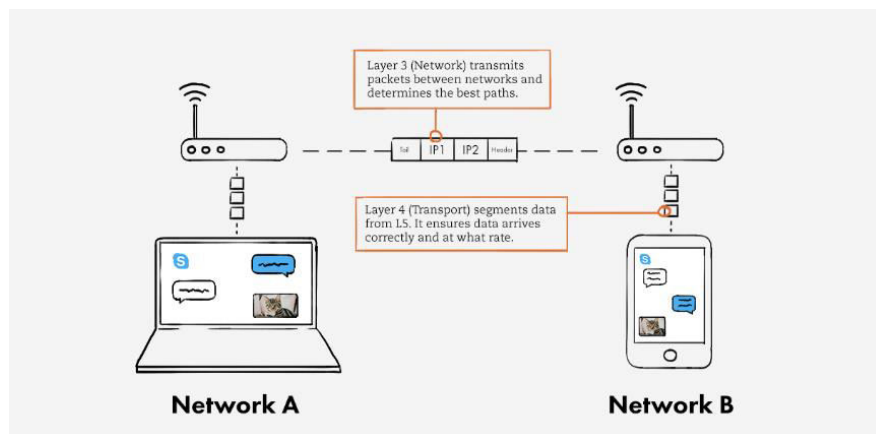 Layer 3 (Network) transmits
packets between networks and
determines the best paths.
Tail IP1 IP2 Header
Layer 4 (Transport) segments data
from L5. It ensures data arrives
correctly and at what rate.
S
S
Network A
Network B